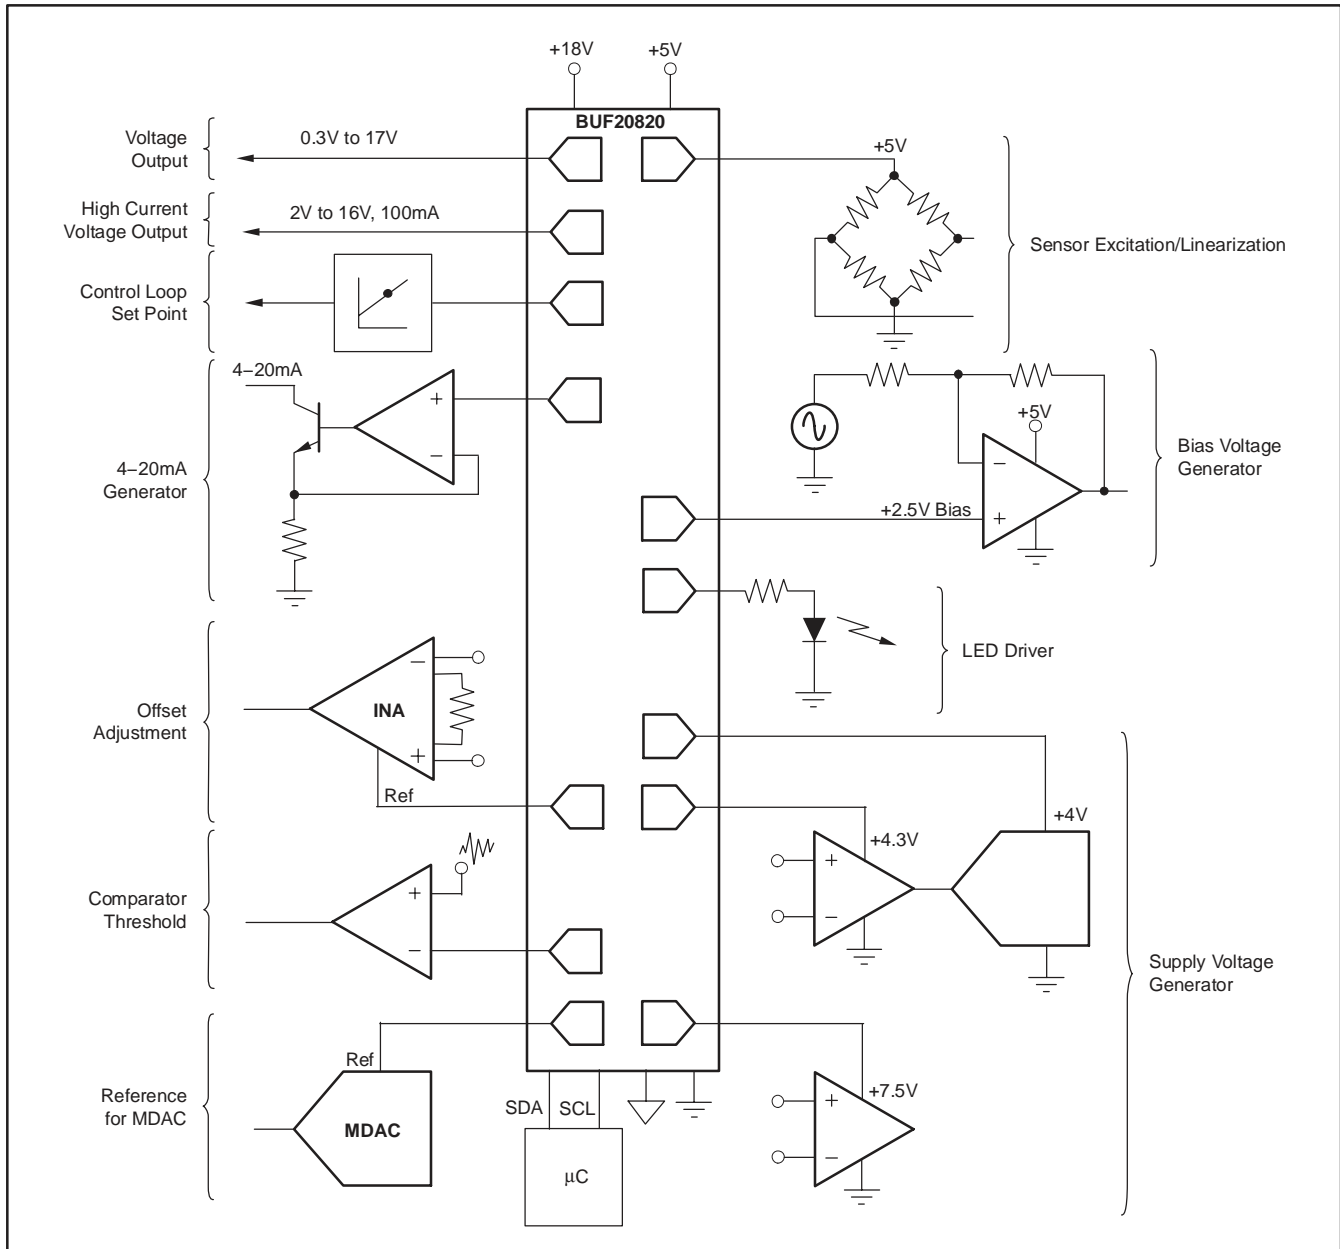 +18V
+5V
BUF20820
Voltage
Output
0.3V to 17V
+5V
High Current
Voltage Output
2V to 16V, 100mA
Sensor Excitation/Linearization
Control Loop
Set Point
4–20mA
+
−
4–20mA
Generator
+5V
−
+
+2.5V Bias
Bias Voltage
Generator
LED Driver
Offset
Adjustment
−
INA
+
Ref
+4V
+4.3V
+
−
Comparator
Threshold
+
−
Supply Voltage
Generator
Ref
Reference
for MDAC
MDAC
SDA
SCL
μC
+7.5V
+
−